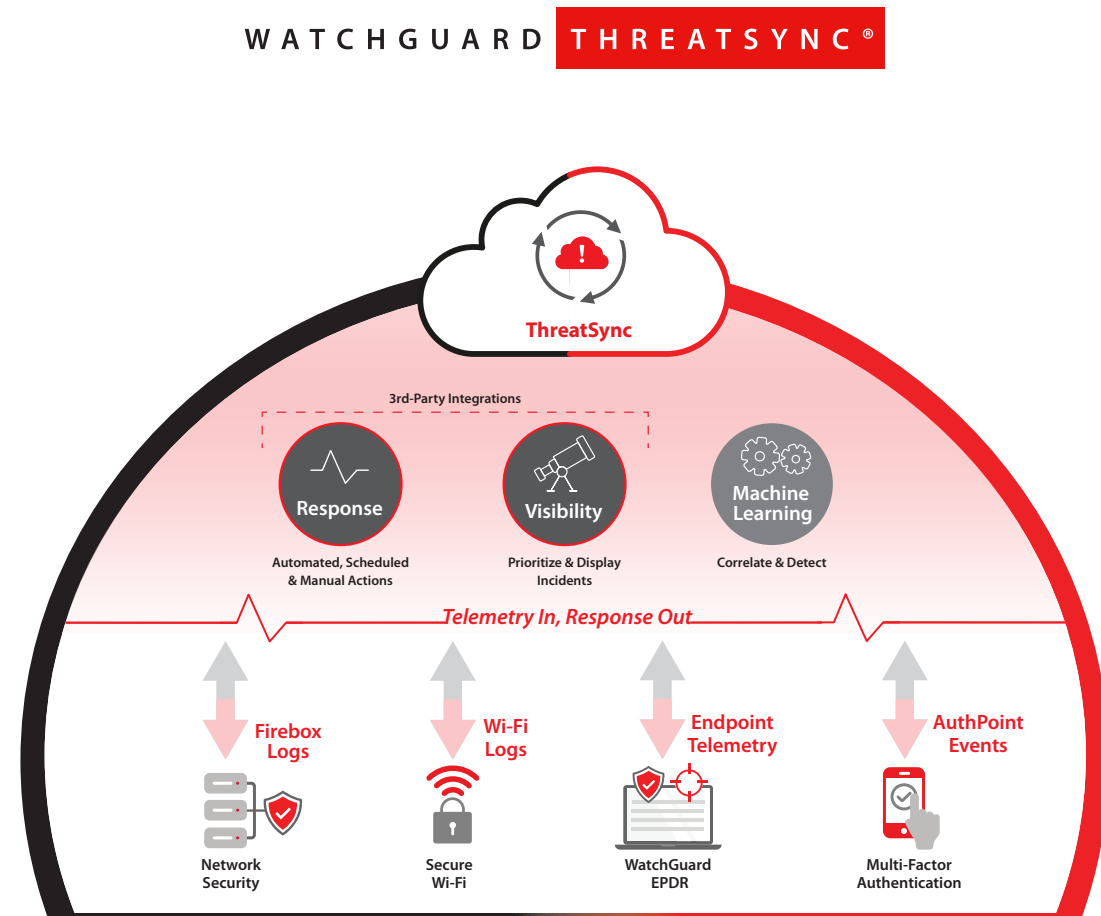 WATCHGUARD THREATSYNC®
!
ThreatSync
3rd-Party Integrations
Response
Visibility
Machine
Learning
Automated, Scheduled
& Manual Actions
Prioritize & Display
Incidents
Correlate & Detect
Telemetry In, Response Out
Firebox
Logs
Wi-Fi
Logs
Endpoint
Telemetry
AuthPoint
Events
Network
Security
Secure
Wi-Fi
WatchGuard
EPDR
Multi-Factor
Authentication